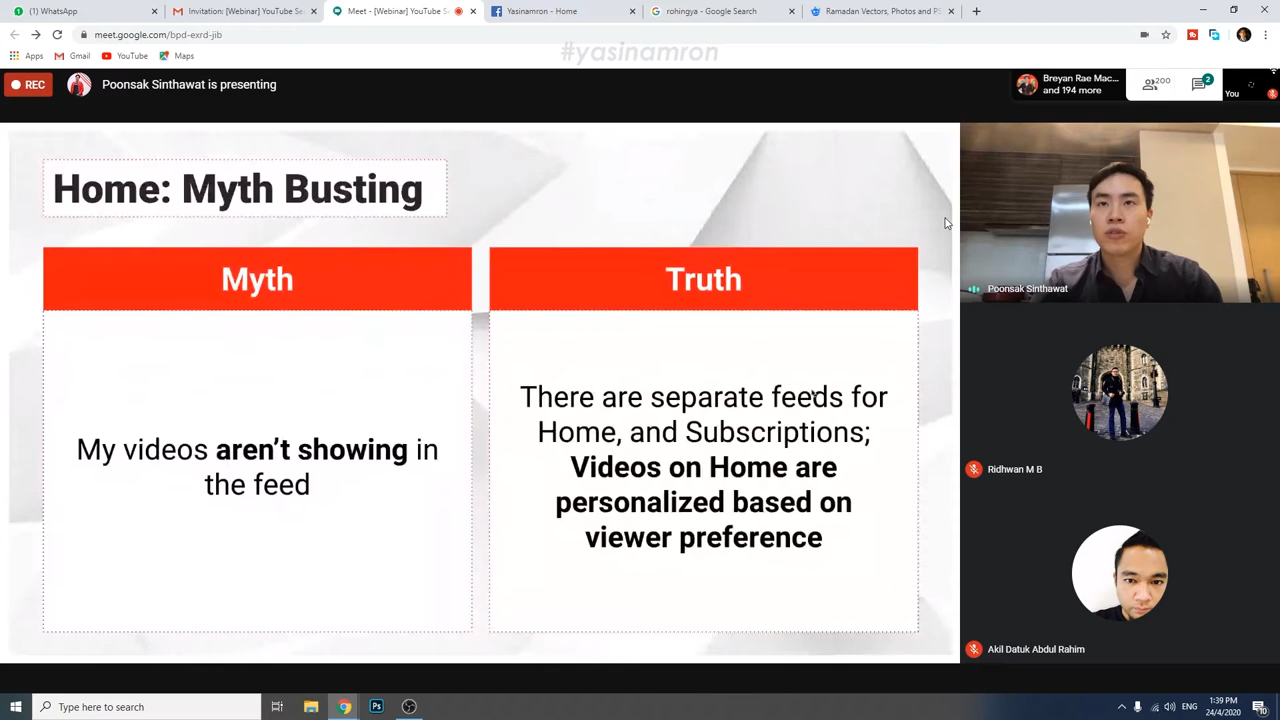 WhatsApp
Invitation: [Webinar] YouTube Se
Meet - [Webinar] YouTube S
Yasinamron - Home
rohingya - Google Search
Ramadan Vectors, Photos and PS
meet.google.com/bpd-exrd-jib
Apps
Gmail
YouTube
Maps
#yasinamron
REC
Poonsak Sinthawat is presenting
Breyan Rae Mac...
and 194 more
200
2
You
Home: Myth Busting
Myth
Truth
My videos aren’t showing in
the feed
There are separate feeds for
Home, and Subscriptions;
Videos on Home are
personalized based on
viewer preference
Poonsak Sinthawat
Ridhwan M B
Akil Datuk Abdul Rahim
Type here to search
Ps
ENG
1:39 PM
24/4/2020
10